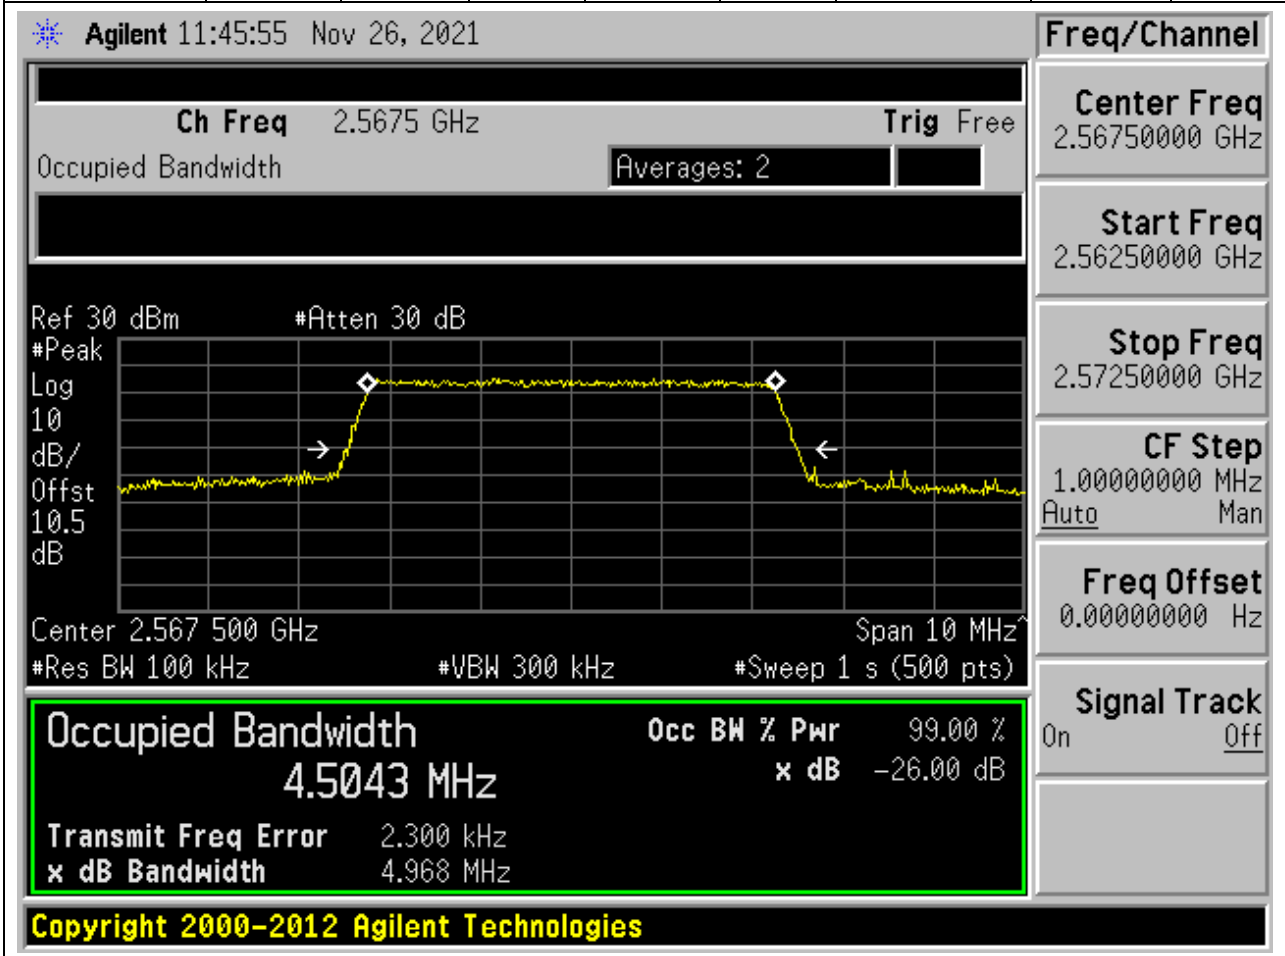 Agilent 11:45:55 Nov 26, 2021
Freq/Channel
Ch Freq 2.5675 GHz
Trig Free
Occupied Bandwidth
Averages: 2
Center Freq
2.56750000 GHz
Start Freq
2.56250000 GHz
Stop Freq
2.57250000 GHz
CF Step
1.00000000 MHz
Auto Man
Freq Offset
0.00000000 Hz
Signal Track
On Off
Ref 30 dBm #Atten 30 dB
#Peak
Log
10
dB/
Offst
10.5
dB
Center 2.567 500 GHz Span 10 MHz^
#Res BW 100 kHz #VBW 300 kHz #Sweep 1 s (500 pts)
Occupied Bandwidth
4.5043 MHz
Occ BW % Pwr 99.00 %
x dB -26.00 dB
Transmit Freq Error 2.300 kHz
x dB Bandwidth 4.968 MHz
Copyright 2000-2012 Agilent Technologies